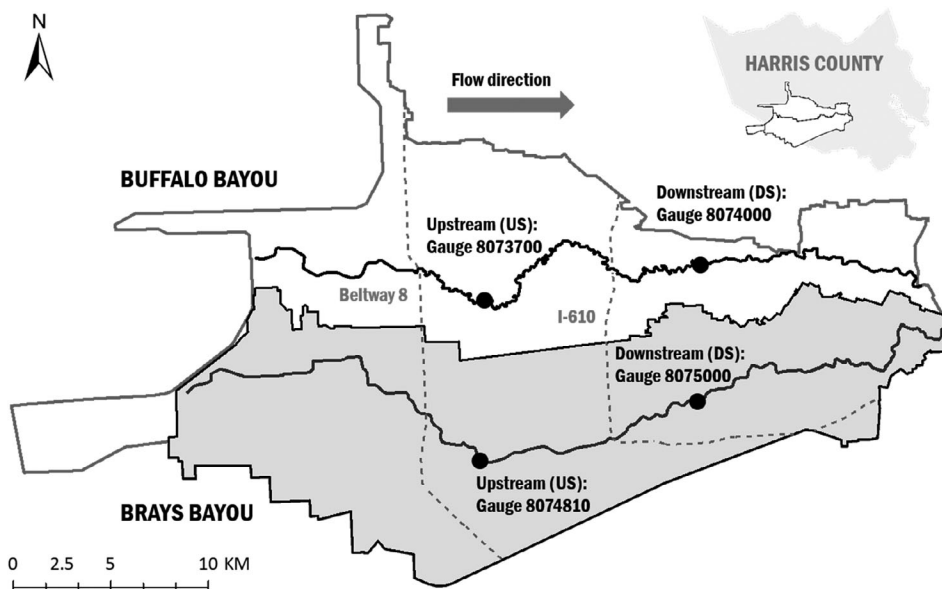 N
Flow direction
HARRIS COUNTY
BUFFALO BAYOU
Upstream (US):
Gauge 8073700
Downstream (DS):
Gauge 8074000
Beltway 8
I-610
Downstream (DS):
Gauge 8075000
Upstream (US):
Gauge 8074810
BRAYS BAYOU
0 2.5 5 10 KM